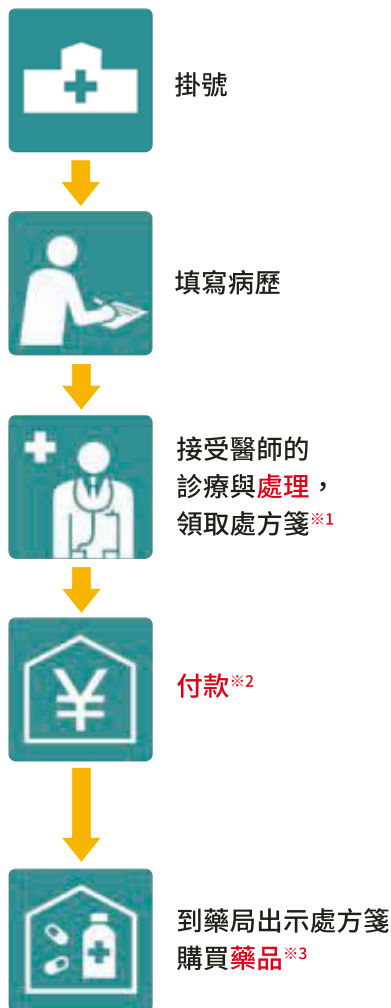 掛號
填寫病歷
接受醫師的
診療與處理，
領取處方箋※1
¥
付款※2
到藥局出示處方箋
購買藥品※3